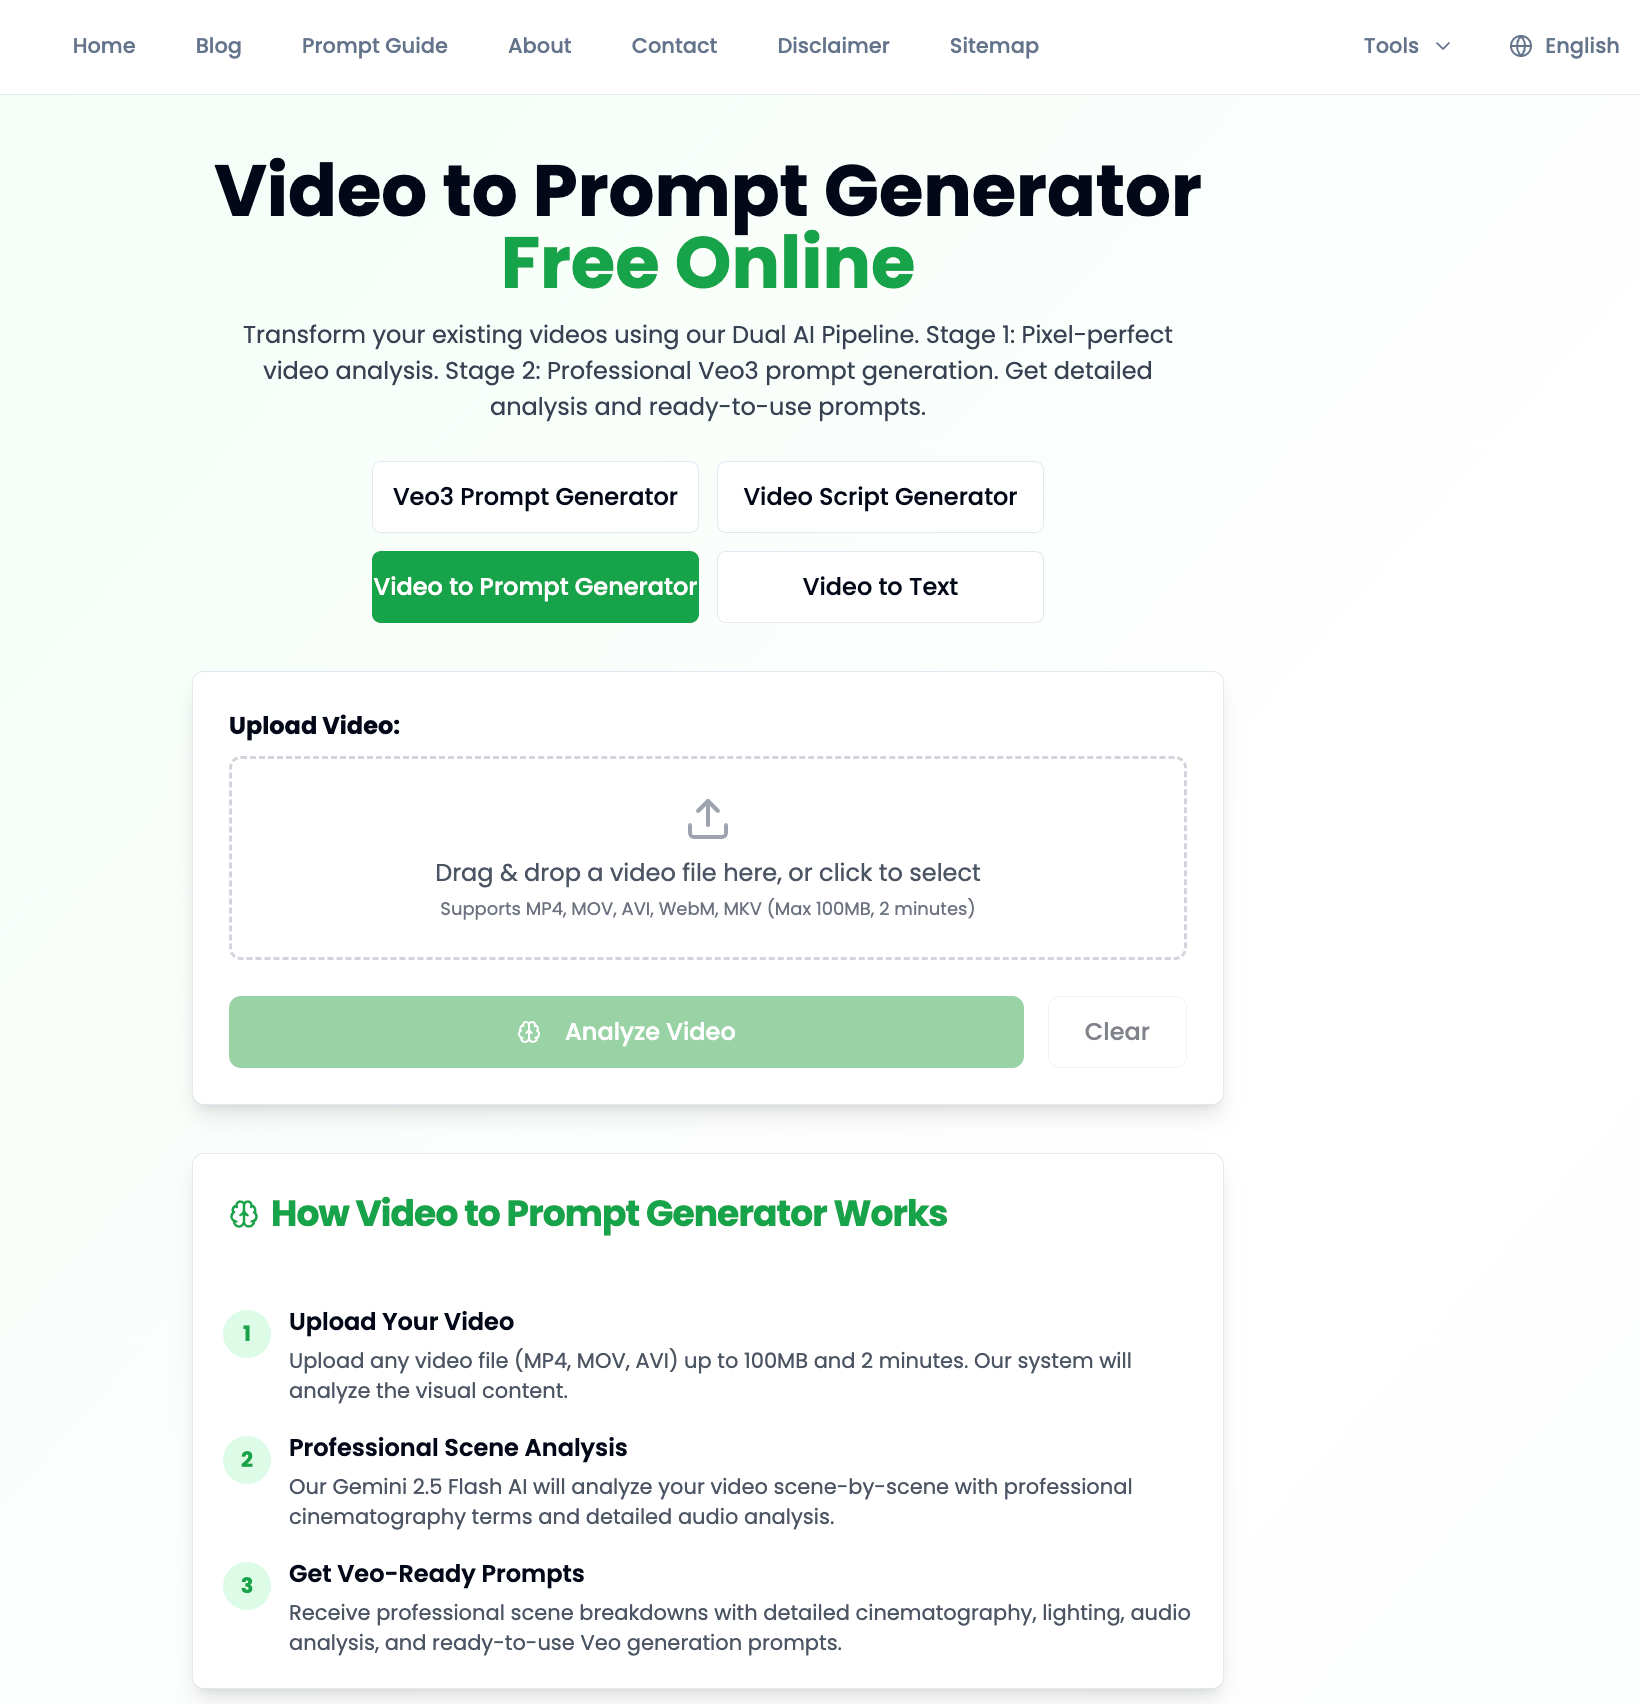 Home Blog Prompt Guide About Contact Disclaimer Sitemap Tools English
Video to Prompt Generator
Free Online
Transform your existing videos using our Dual AI Pipeline. Stage 1: Pixel-perfect
video analysis. Stage 2: Professional Veo3 prompt generation. Get detailed
analysis and ready-to-use prompts.
Veo3 Prompt Generator Video Script Generator
Video to Prompt Generator Video to Text
Upload Video:
Drag & drop a video file here, or click to select
Supports MP4, MOV, AVI, WebM, MKV (Max 100MB, 2 minutes)
Analyze Video Clear
How Video to Prompt Generator Works
1 Upload Your Video
Upload any video file (MP4, MOV, AVI) up to 100MB and 2 minutes. Our system will
analyze the visual content.
2 Professional Scene Analysis
Our Gemini 2.5 Flash AI will analyze your video scene-by-scene with professional
cinematography terms and detailed audio analysis.
3 Get Veo-Ready Prompts
Receive professional scene breakdowns with detailed cinematography, lighting, audio
analysis, and ready-to-use Veo generation prompts.